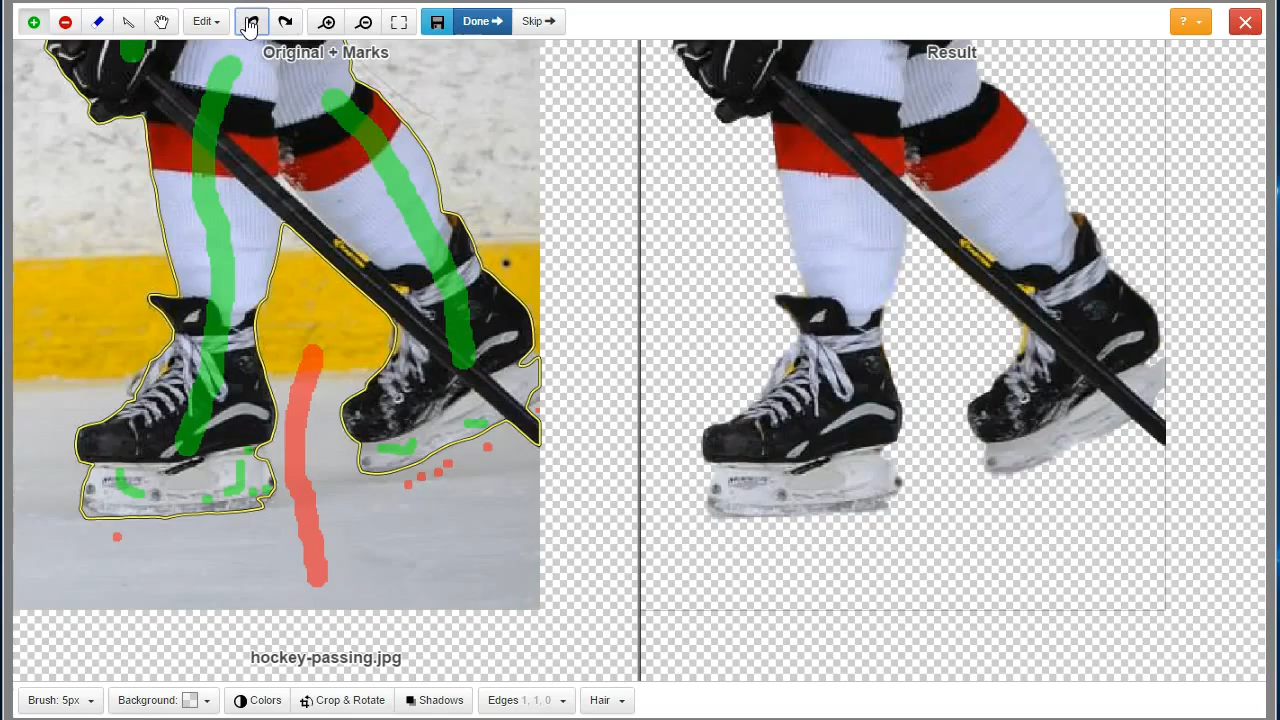 Edit
Done
Skip
?
Original + Marks
Result
hockey-passing.jpg
Brush: 5px
Background:
Colors
Crop & Rotate
Shadows
Edges 1, 1, 0
Hair